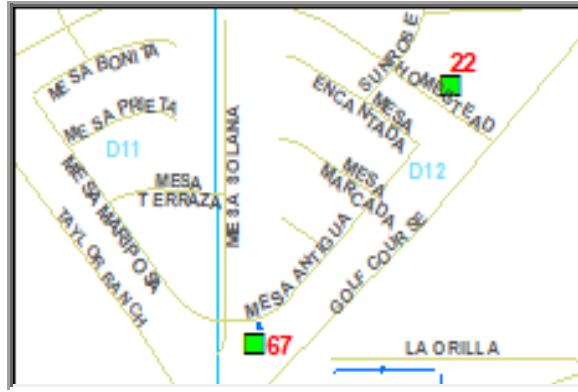 SUNROSE
22
HOMESTEAD
MESA BONITA
MESA ENCANTADA
MESA PRIETA
D11
MESA SOLANA
D12
MESA MARCADA
MESA TERRAZA
MESA MARIPOSA
TAYLOR RANCH
MESA ANTIGUA
GOLF COURSE
67
LA ORILLA